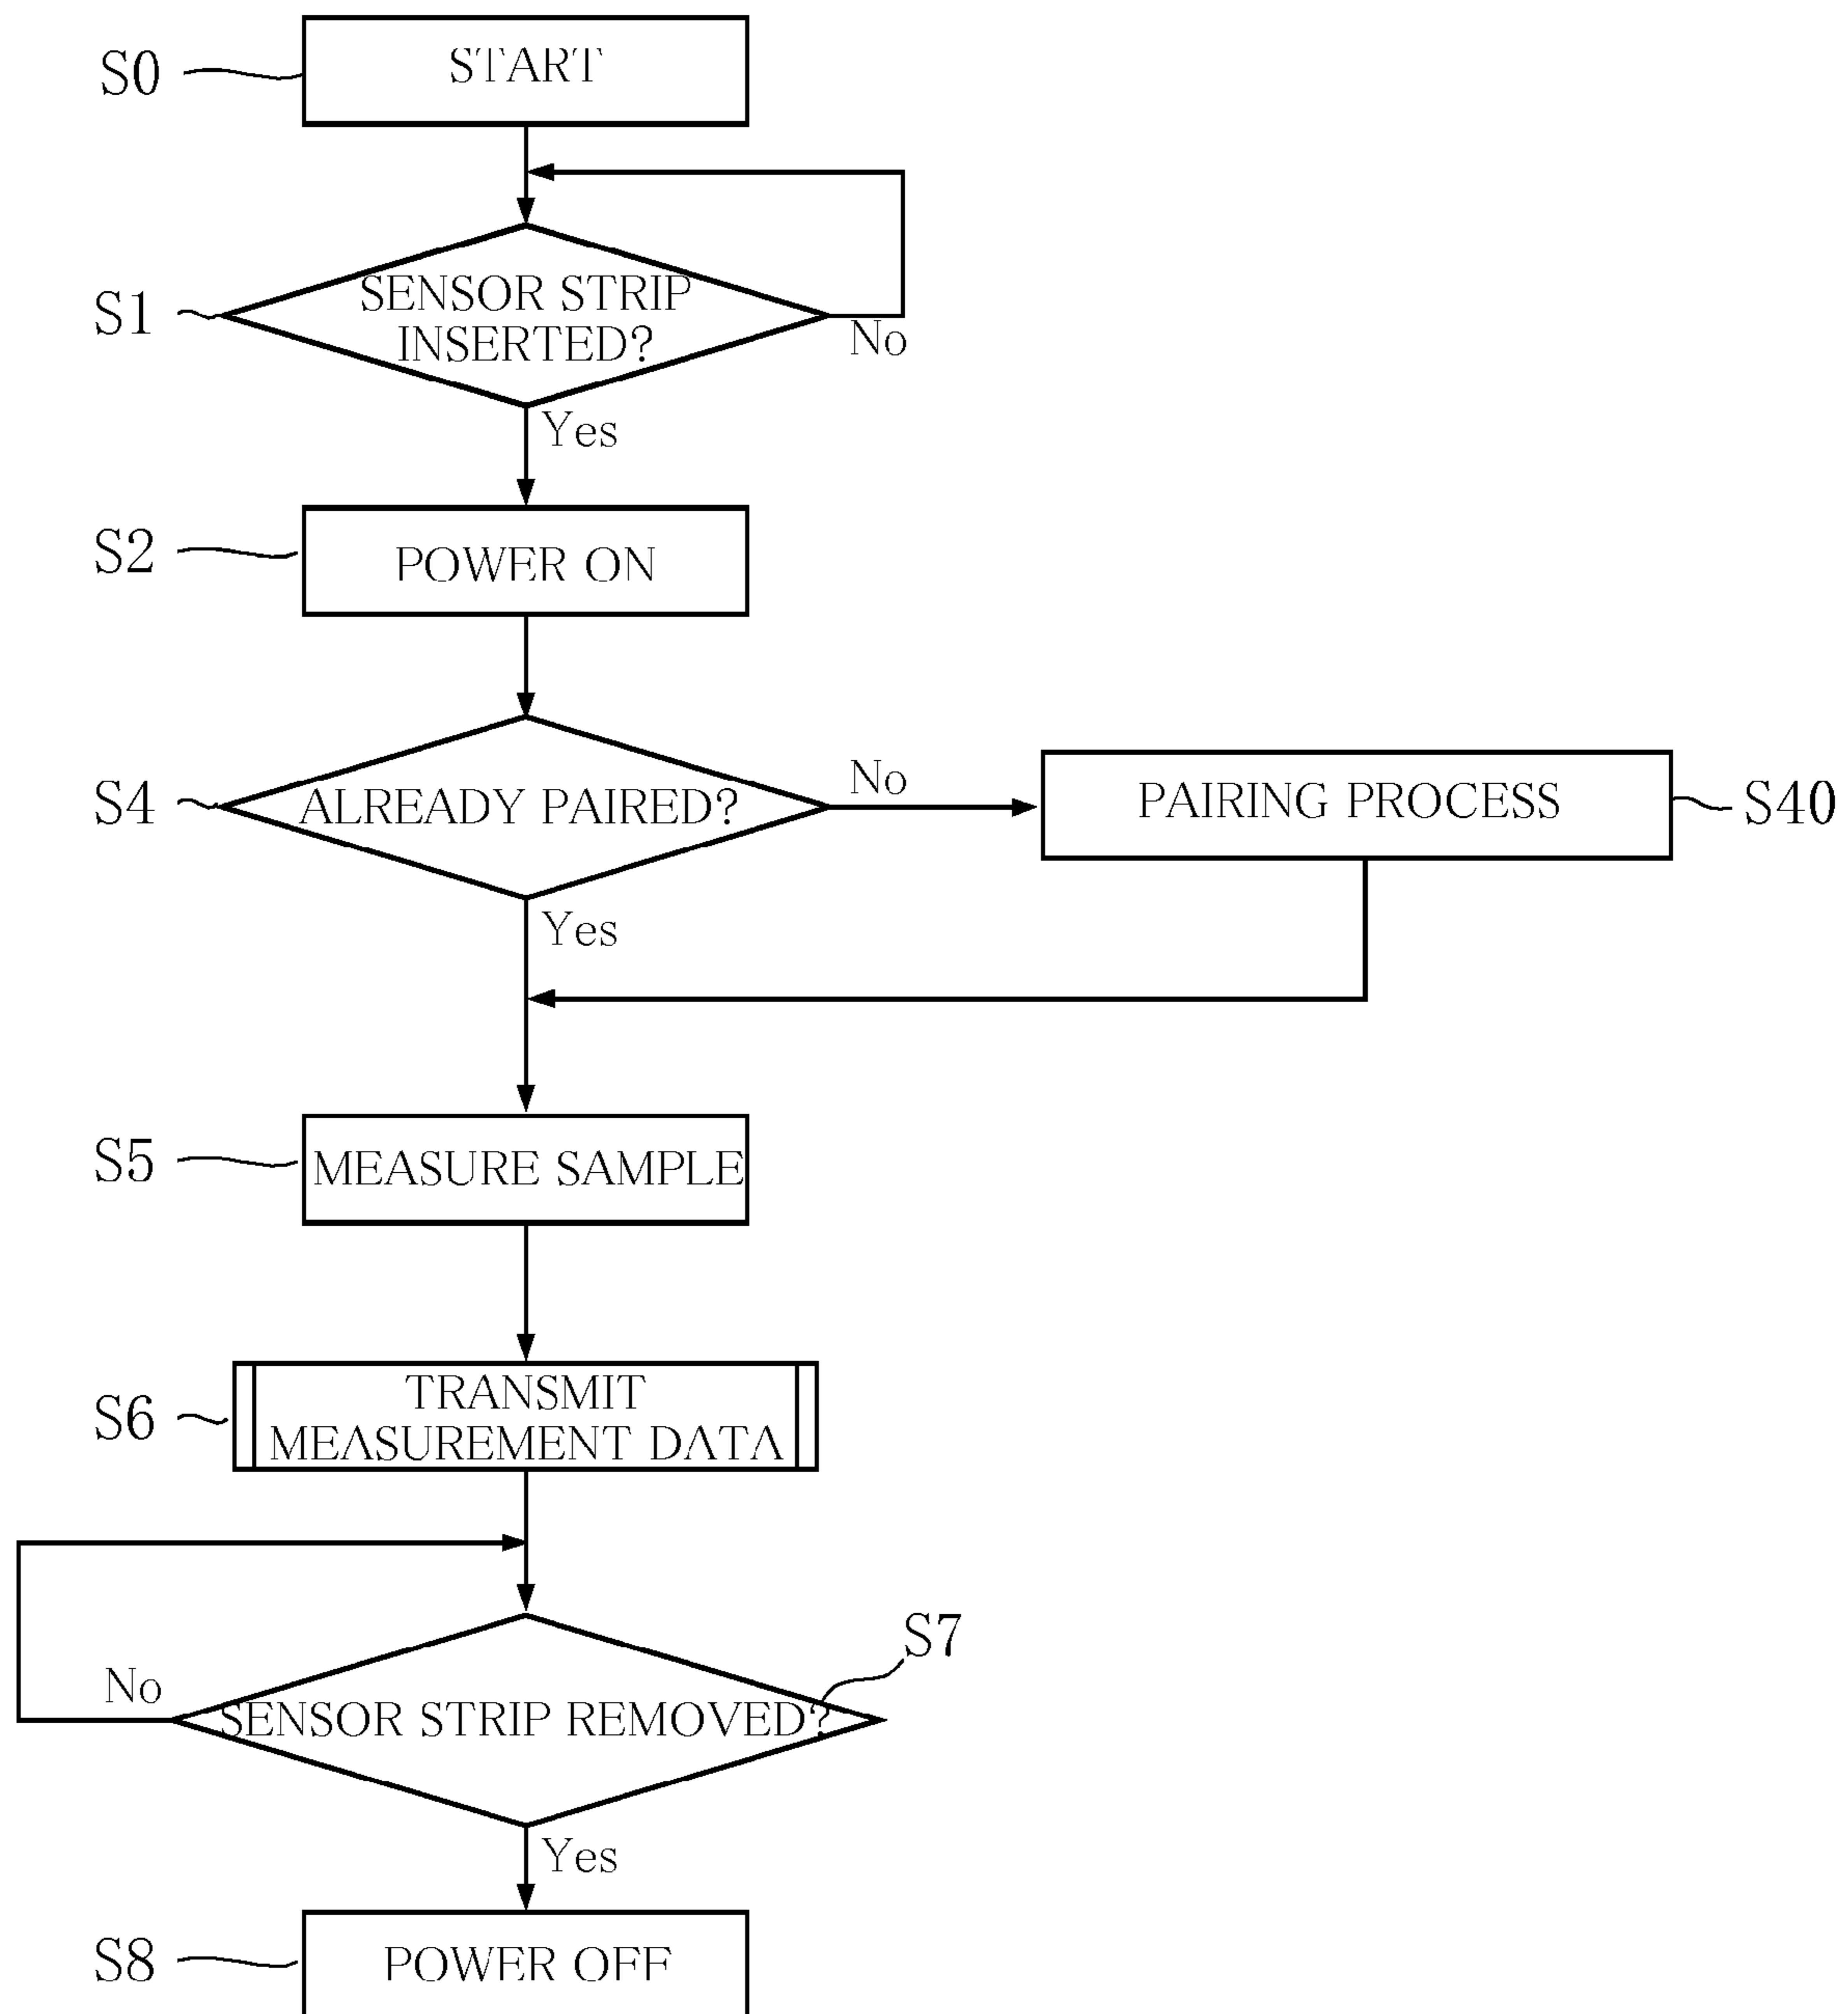 S0
START
S1
SENSOR STRIP
INSERTED?
No
Yes
S2
POWER ON
S4
ALREADY PAIRED?
No
PAIRING PROCESS
S40
Yes
S5
MEASURE SAMPLE
S6
TRANSMIT
MEASUREMENT DATA
S7
No
SENSOR STRIP REMOVED?
Yes
S8
POWER OFF